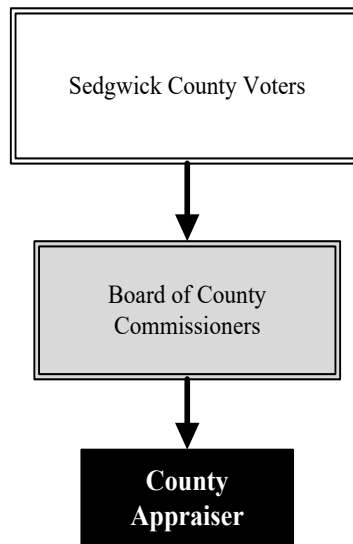 Sedgwick County Voters
Board of County
Commissioners
County
Appraiser